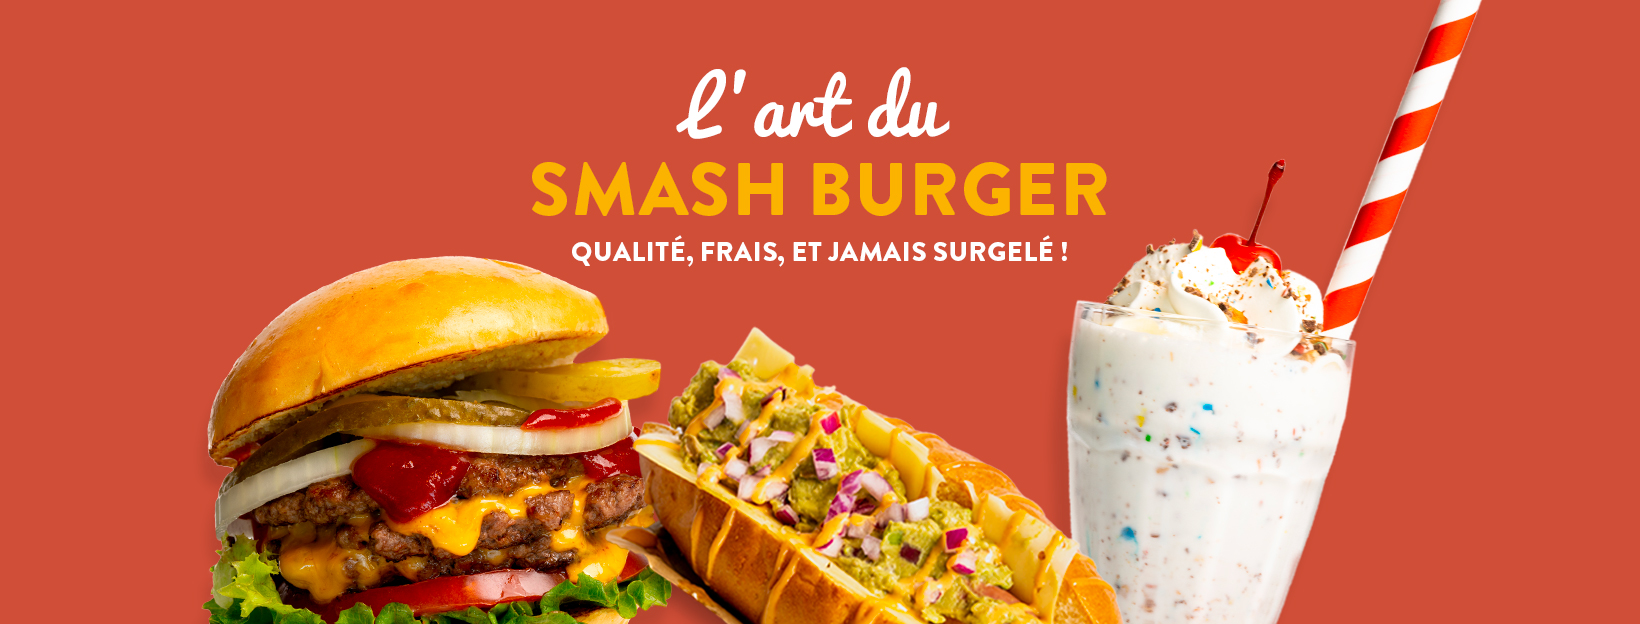 l'art du
SMASH BURGER
QUALITÉ, FRAIS, ET JAMAIS SURGELÉ !